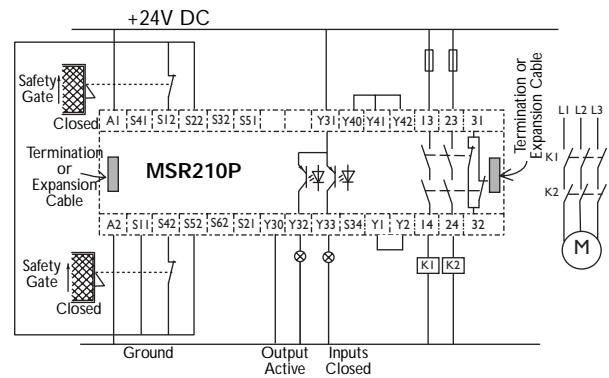 +24V DC
Safety
Gate
Closed
A1 S41 S12 S22 S32 S51 Y31 Y40 Y41 Y42 13 23 31
Termination or
Expansion Cable
L1 L2 L3
K1
K2
M
Termination
or
Expansion
Cable
MSR210P
A2 S11 S42 S52 S62 S21 Y30 Y32 Y33 S34 Y1 Y2 14 24 32
Safety
Gate
Closed
K1 K2
Ground
Output
Active
Inputs
Closed